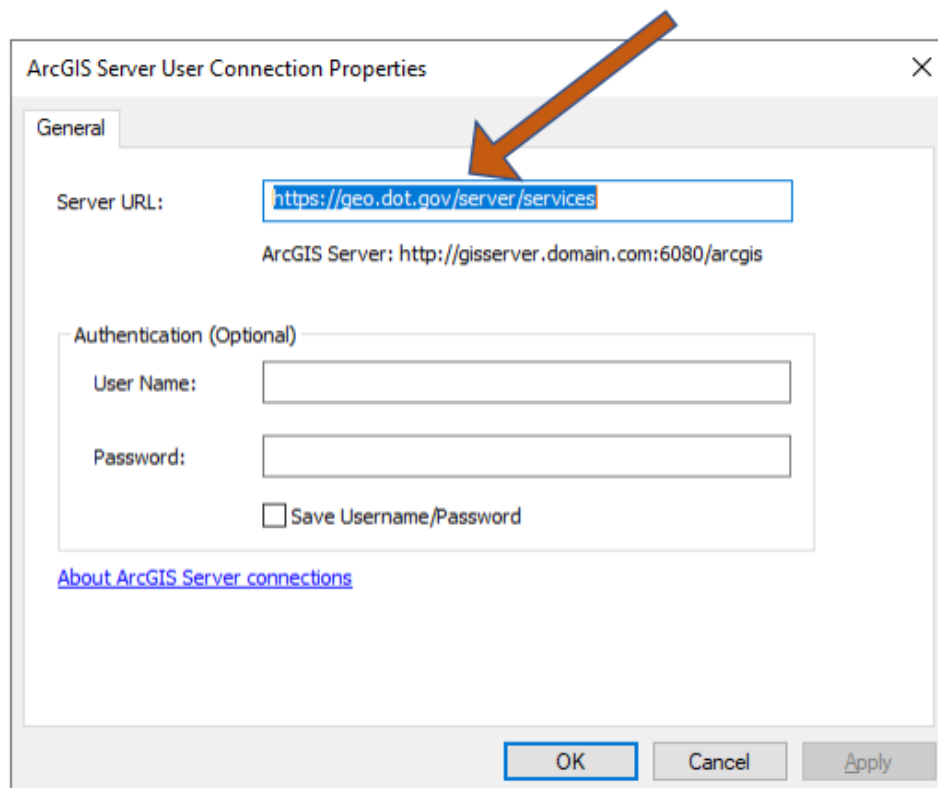 ArcGIS Server User Connection Properties
General
Server URL: https://geo.dot.gov/server/services
ArcGIS Server: http://gisserver.domain.com:6080/arcgis
Authentication (Optional)
User Name:
Password:
Save Username/Password
About ArcGIS Server connections
OK Cancel Apply